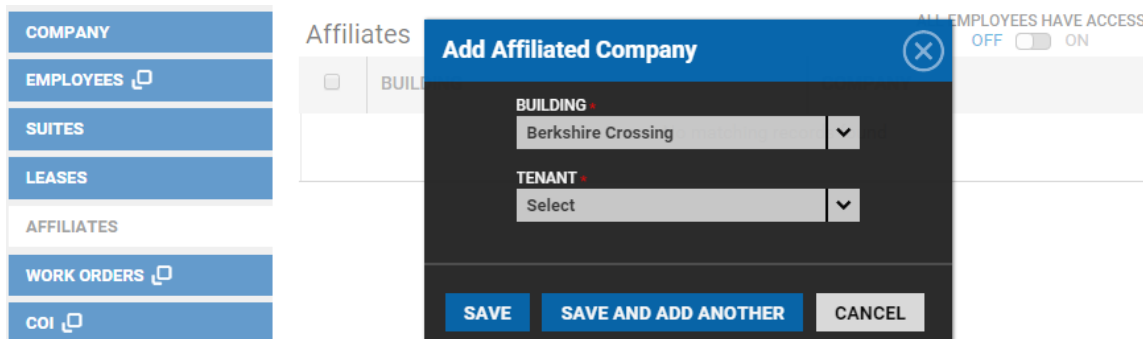 COMPANY
EMPLOYEES
SUITES
LEASES
AFFILIATES
WORK ORDERS
COI
Affiliates
ALL EMPLOYEES HAVE ACCESS
OFF ON
Add Affiliated Company
BUILDING *
Berkshire Crossing
TENANT *
Select
SAVE SAVE AND ADD ANOTHER CANCEL